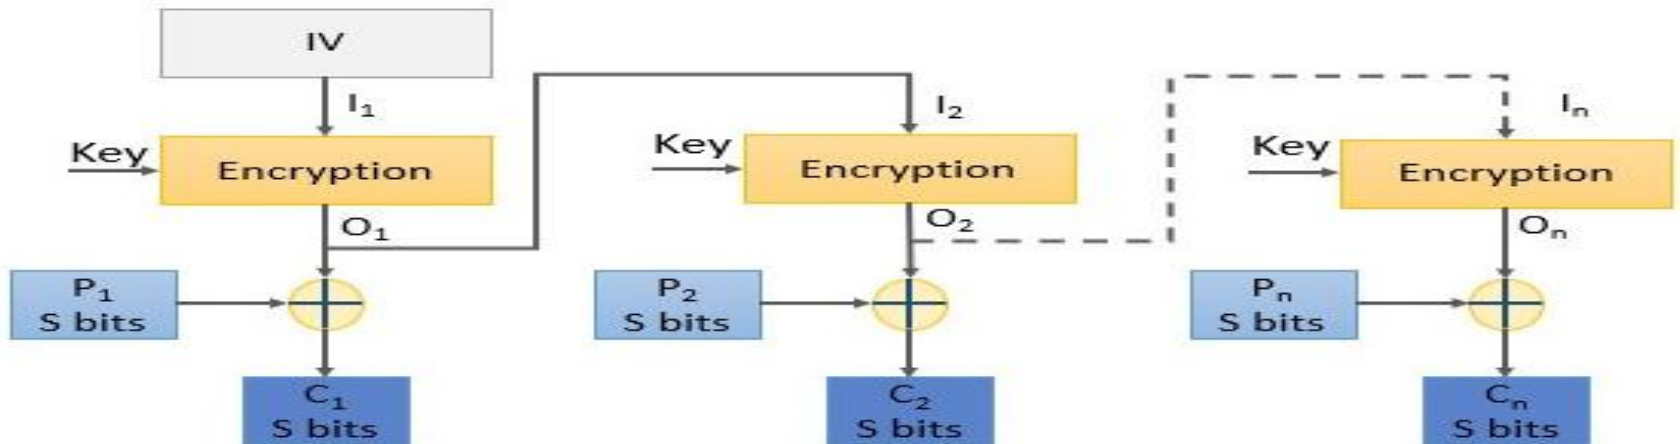 IV
I₁
I₂
Iₙ
Key
Encryption
Key
Encryption
Key
Encryption
O₁
O₂
Oₙ
P₁
S bits
P₂
S bits
Pₙ
S bits
C₁
S bits
C₂
S bits
Cₙ
S bits